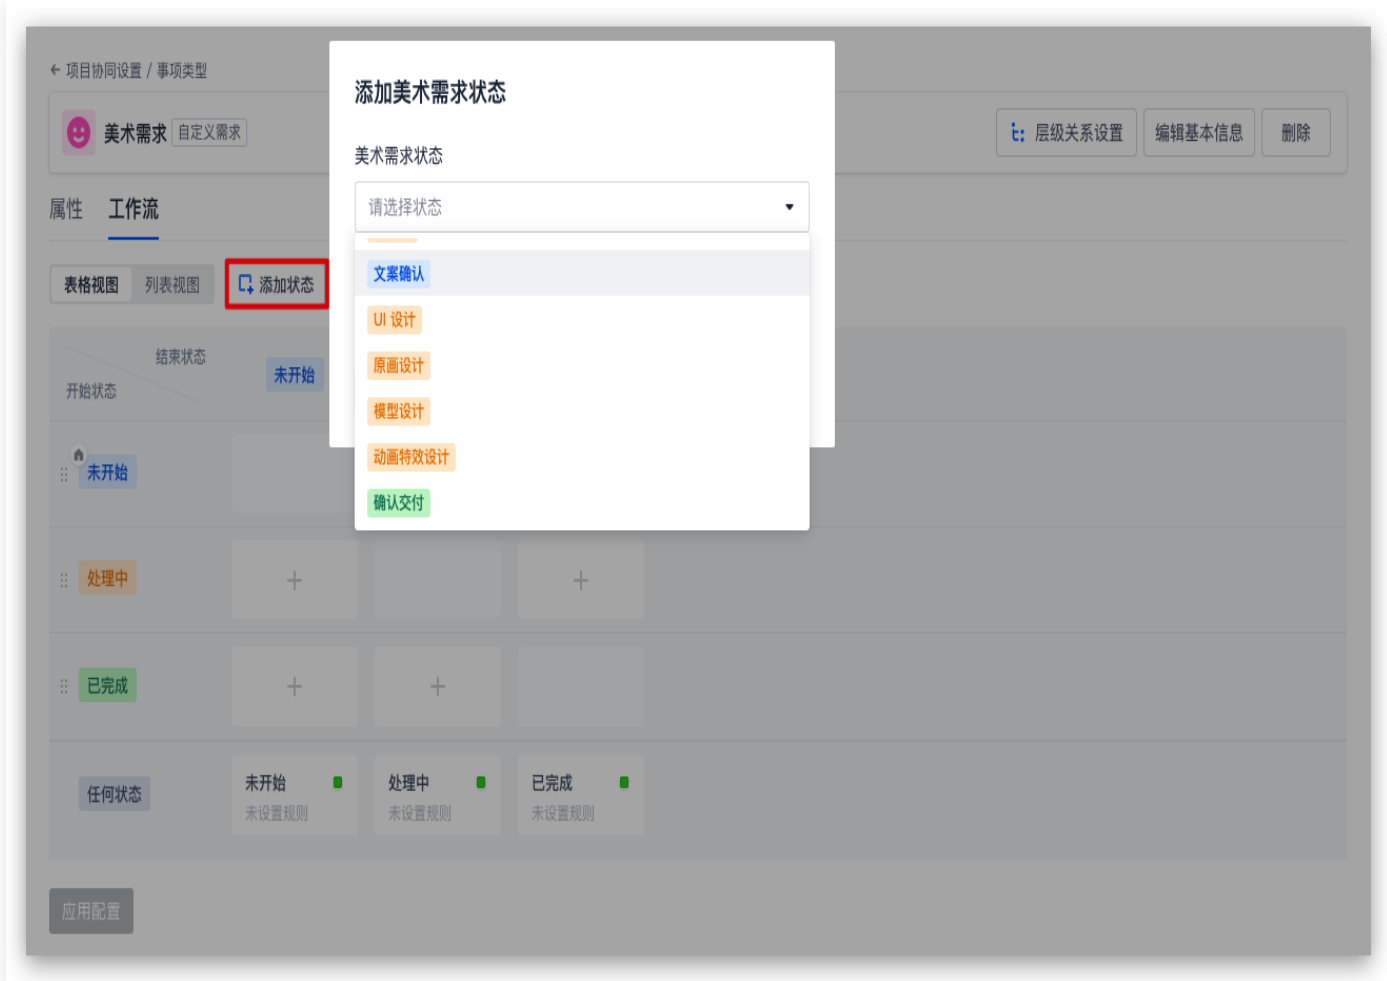 ← 项目协同设置 / 事项类型
美术需求 自定义需求
层级关系设置 编辑基本信息 删除
属性 工作流
表格视图 列表视图 添加状态
添加美术需求状态
美术需求状态
请选择状态
文案确认
UI 设计
原画设计
模型设计
动画特效设计
确认交付
结束状态
开始状态
未开始
未开始
处理中
+ +
已完成
+ +
任何状态
未开始 处理中 已完成
未设置规则 未设置规则 未设置规则
应用配置